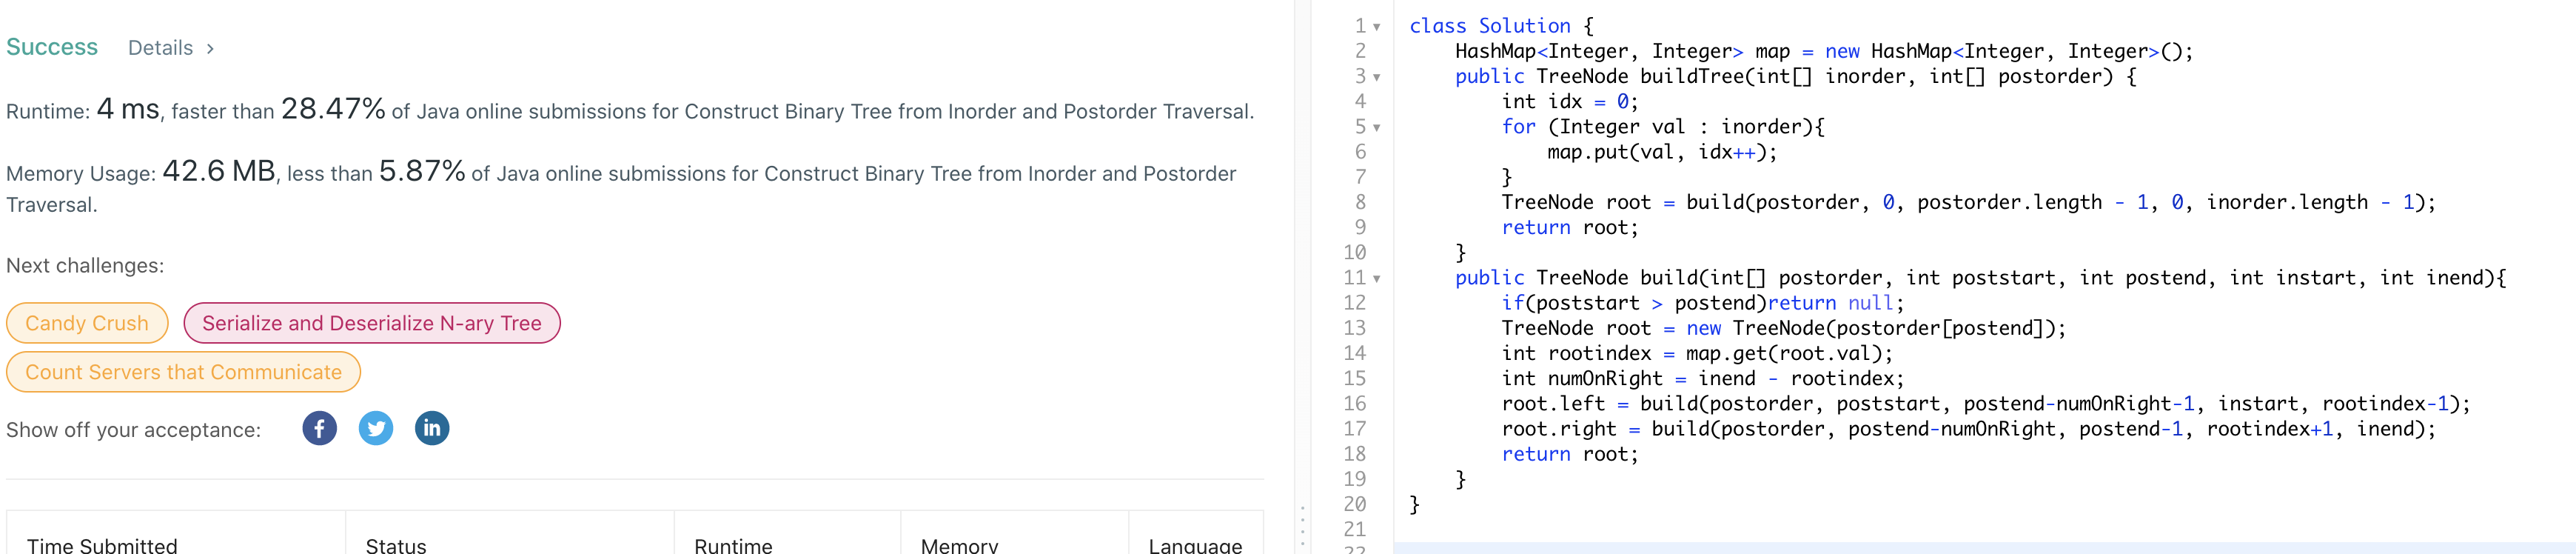 Success Details >
Runtime: 4 ms, faster than 28.47% of Java online submissions for Construct Binary Tree from Inorder and Postorder Traversal.
Memory Usage: 42.6 MB, less than 5.87% of Java online submissions for Construct Binary Tree from Inorder and Postorder
Traversal.
Next challenges:
Candy Crush Serialize and Deserialize N-ary Tree
Count Servers that Communicate
Show off your acceptance:
Time Submitted Status Runtime Memory Language
1 class Solution {
2     HashMap<Integer, Integer> map = new HashMap<Integer, Integer>();
3     public TreeNode buildTree(int[] inorder, int[] postorder) {
4         int idx = 0;
5         for (Integer val : inorder){
6             map.put(val, idx++);
7         }
8         TreeNode root = build(postorder, 0, postorder.length - 1, 0, inorder.length - 1);
9         return root;
10     }
11     public TreeNode build(int[] postorder, int poststart, int postend, int instart, int inend){
12         if(poststart > postend)return null;
13         TreeNode root = new TreeNode(postorder[postend]);
14         int rootindex = map.get(root.val);
15         int numOnRight = inend - rootindex;
16         root.left = build(postorder, poststart, postend-numOnRight-1, instart, rootindex-1);
17         root.right = build(postorder, postend-numOnRight, postend-1, rootindex+1, inend);
18         return root;
19     }
20 }
21
22